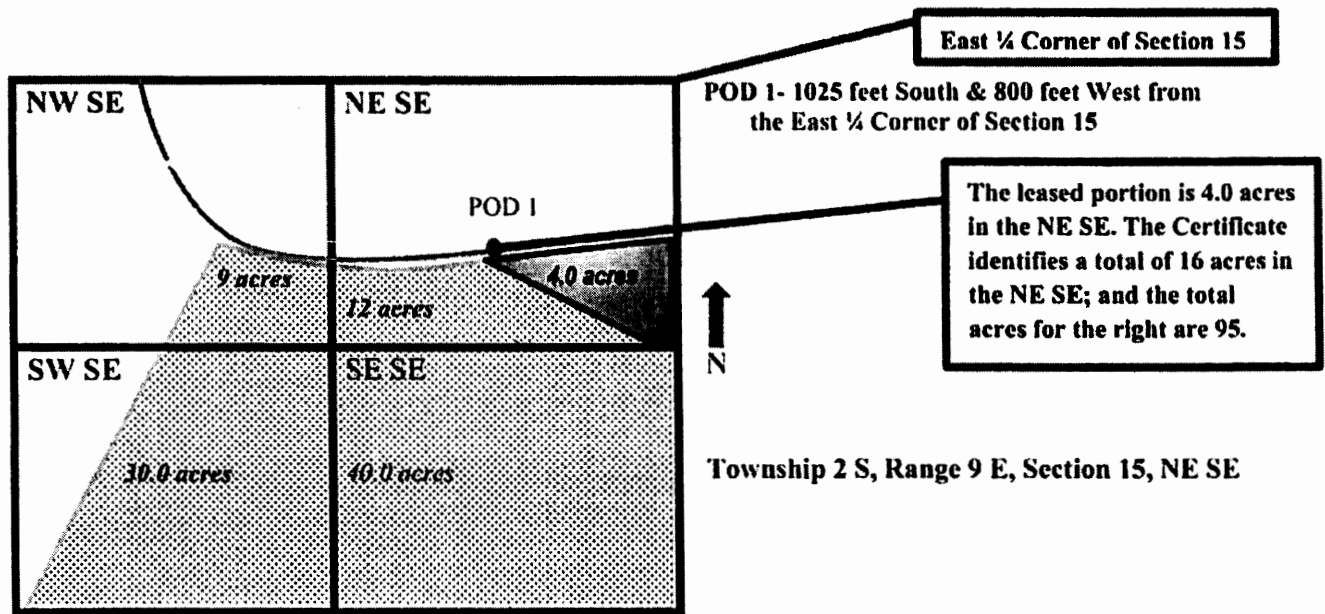 East ¼ Corner of Section 15
NW SE
NE SE
POD 1- 1025 feet South & 800 feet West from
the East ¼ Corner of Section 15
POD 1
The leased portion is 4.0 acres
in the NE SE. The Certificate
identifies a total of 16 acres in
the NE SE; and the total
acres for the right are 95.
9 acres
4.0 acres
12 acres
N
SW SE
SE SE
30.0 acres
40.0 acres
Township 2 S, Range 9 E, Section 15, NE SE